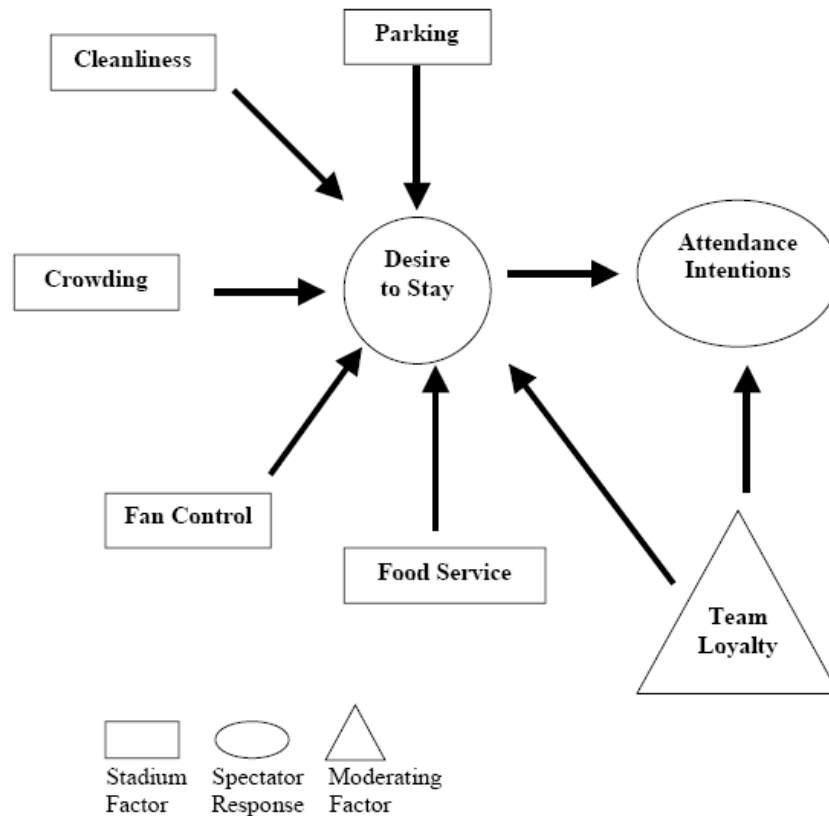 Parking
Cleanliness
Desire
to Stay
Attendance
Intentions
Crowding
Fan Control
Food Service
Team
Loyalty
Stadium
Factor
Spectator
Response
Moderating
Factor